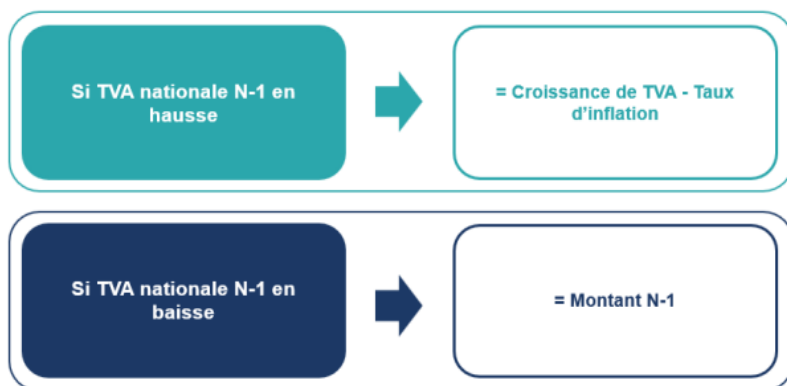 Si TVA nationale N-1 en
hausse
= Croissance de TVA - Taux
d'inflation
Si TVA nationale N-1 en
baisse
= Montant N-1